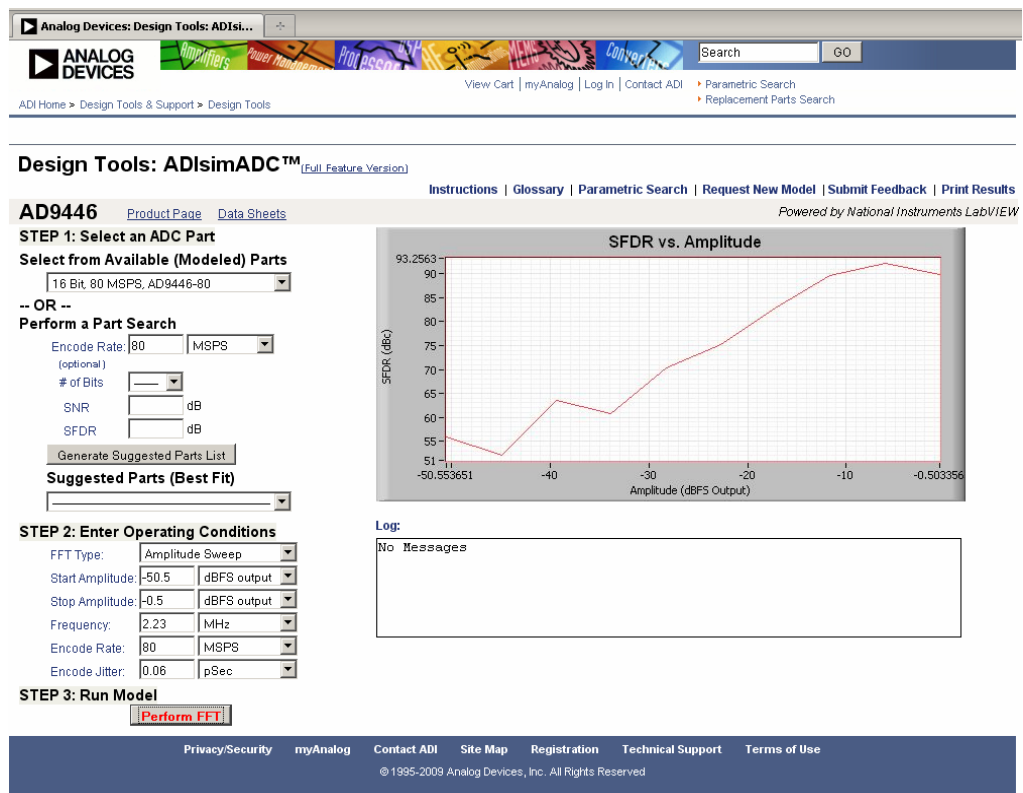 Analog Devices: Design Tools: ADIsi...
ANALOG DEVICES
Amplifiers Power Management Processors DSP RF MEMS Converters
Search GO
View Cart | myAnalog | Log In | Contact ADI
Parametric Search
Replacement Parts Search
ADI Home > Design Tools & Support > Design Tools
Design Tools: ADIsimADC™ (Full Feature Version)
Instructions | Glossary | Parametric Search | Request New Model | Submit Feedback | Print Results
AD9446 Product Page Data Sheets
Powered by National Instruments LabVIEW
STEP 1: Select an ADC Part
Select from Available (Modeled) Parts
16 Bit, 80 MSPS, AD9446-80
-- OR --
Perform a Part Search
Encode Rate: 80 MSPS
(optional)
# of Bits
SNR dB
SFDR dB
Generate Suggested Parts List
Suggested Parts (Best Fit)
STEP 2: Enter Operating Conditions
FFT Type: Amplitude Sweep
Start Amplitude: -50.5 dBFS output
Stop Amplitude: -0.5 dBFS output
Frequency: 2.23 MHz
Encode Rate: 80 MSPS
Encode Jitter: 0.06 pSec
STEP 3: Run Model
Perform FFT
SFDR vs. Amplitude
SFDR (dBc)
93.2563
90
85
80
75
70
65
60
55
51
-50.553651 -40 -30 -20 -10 -0.503356
Amplitude (dBFS Output)
Log:
No Messages
Privacy/Security myAnalog Contact ADI Site Map Registration Technical Support Terms of Use
© 1995-2009 Analog Devices, Inc. All Rights Reserved